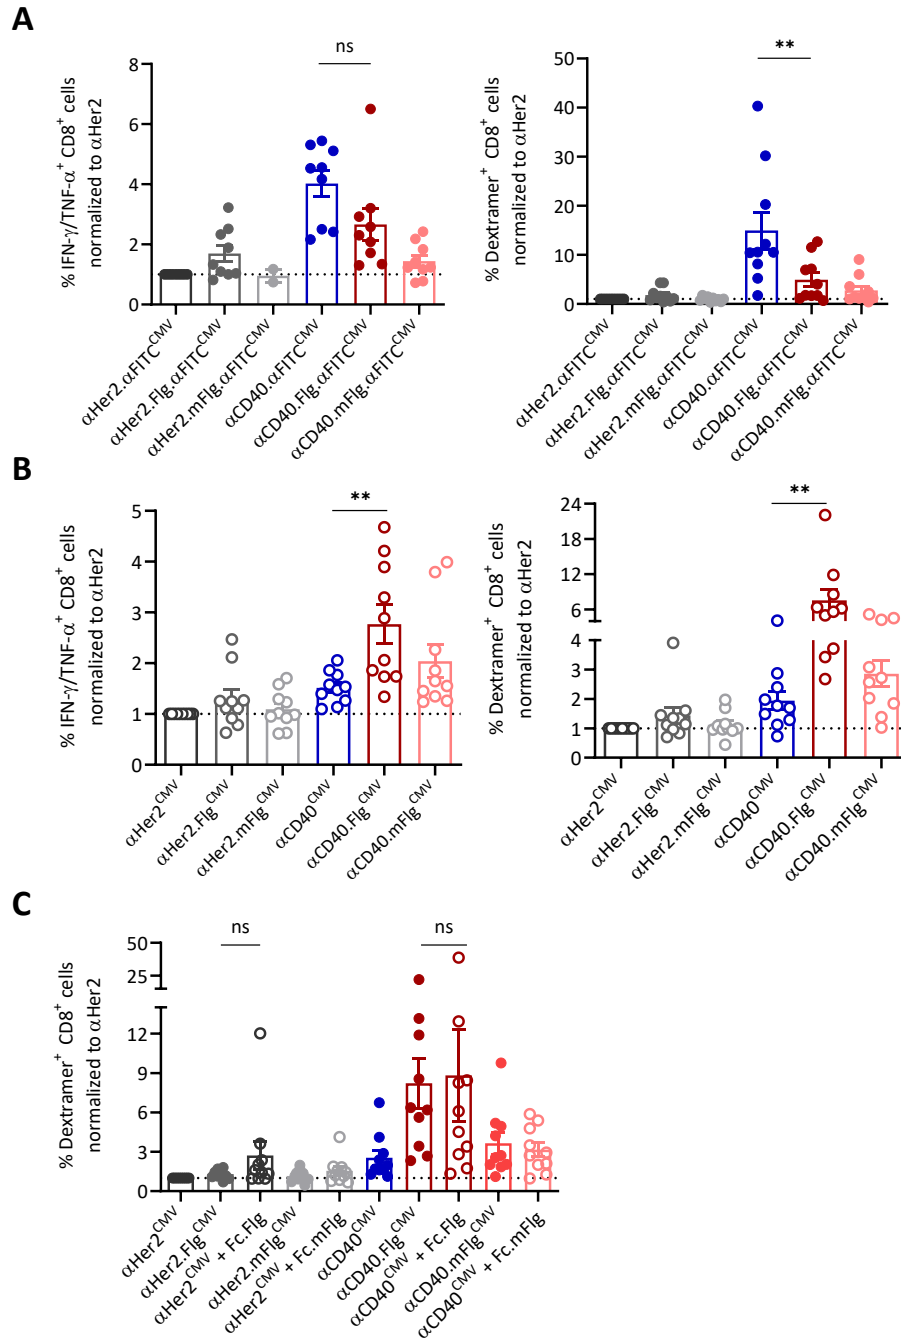 A
% IFN-γ/TNF-α⁺ CD8⁺ cells
normalized to αHer2
8
6
4
2
0
ns
αHer2.αFITC^CMV
αHer2.Flg.αFITC^CMV
αHer2.mFlg.αFITC^CMV
αCD40.αFITC^CMV
αCD40.Flg.αFITC^CMV
αCD40.mFlg.αFITC^CMV
% Dextramer⁺ CD8⁺ cells
normalized to αHer2
50
40
30
20
10
0
**
αHer2.αFITC^CMV
αHer2.Flg.αFITC^CMV
αHer2.mFlg.αFITC^CMV
αCD40.αFITC^CMV
αCD40.Flg.αFITC^CMV
αCD40.mFlg.αFITC^CMV
B
% IFN-γ/TNF-α⁺ CD8⁺ cells
normalized to αHer2
5
4
3
2
1
0
**
αHer2^CMV
αHer2.Flg^CMV
αHer2.mFlg^CMV
αCD40^CMV
αCD40.Flg^CMV
αCD40.mFlg^CMV
% Dextramer⁺ CD8⁺ cells
normalized to αHer2
24
18
12
6
4
3
2
1
0
**
αHer2^CMV
αHer2.Flg^CMV
αHer2.mFlg^CMV
αCD40^CMV
αCD40.Flg^CMV
αCD40.mFlg^CMV
C
% Dextramer⁺ CD8⁺ cells
normalized to αHer2
50
25
12
9
6
3
0
ns
ns
αHer2^CMV
αHer2.Flg^CMV
αHer2^CMV + Fc.Flg
αHer2.mFlg^CMV
αHer2^CMV + Fc.mFlg
αCD40^CMV
αCD40.Flg^CMV
αCD40^CMV + Fc.Flg
αCD40.mFlg^CMV
αCD40^CMV + Fc.mFlg